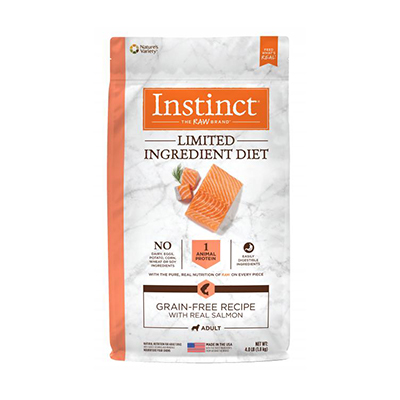 Nature's Variety
FEED
WHAT'S
REAL
Instinct
THE RAW BRAND
LIMITED
INGREDIENT DIET
NO
DAIRY, EGGS,
POTATO, CORN,
WHEAT OR SOY
INGREDIENTS
1
ANIMAL
PROTEIN
EASILY
DIGESTIBLE
INGREDIENTS
WITH THE PURE, REAL NUTRITION OF RAW ON EVERY PIECE
GRAIN-FREE RECIPE
WITH REAL SALMON
ADULT
MADE IN THE USA
NET WT.
4.0 LB (1.8 kg)